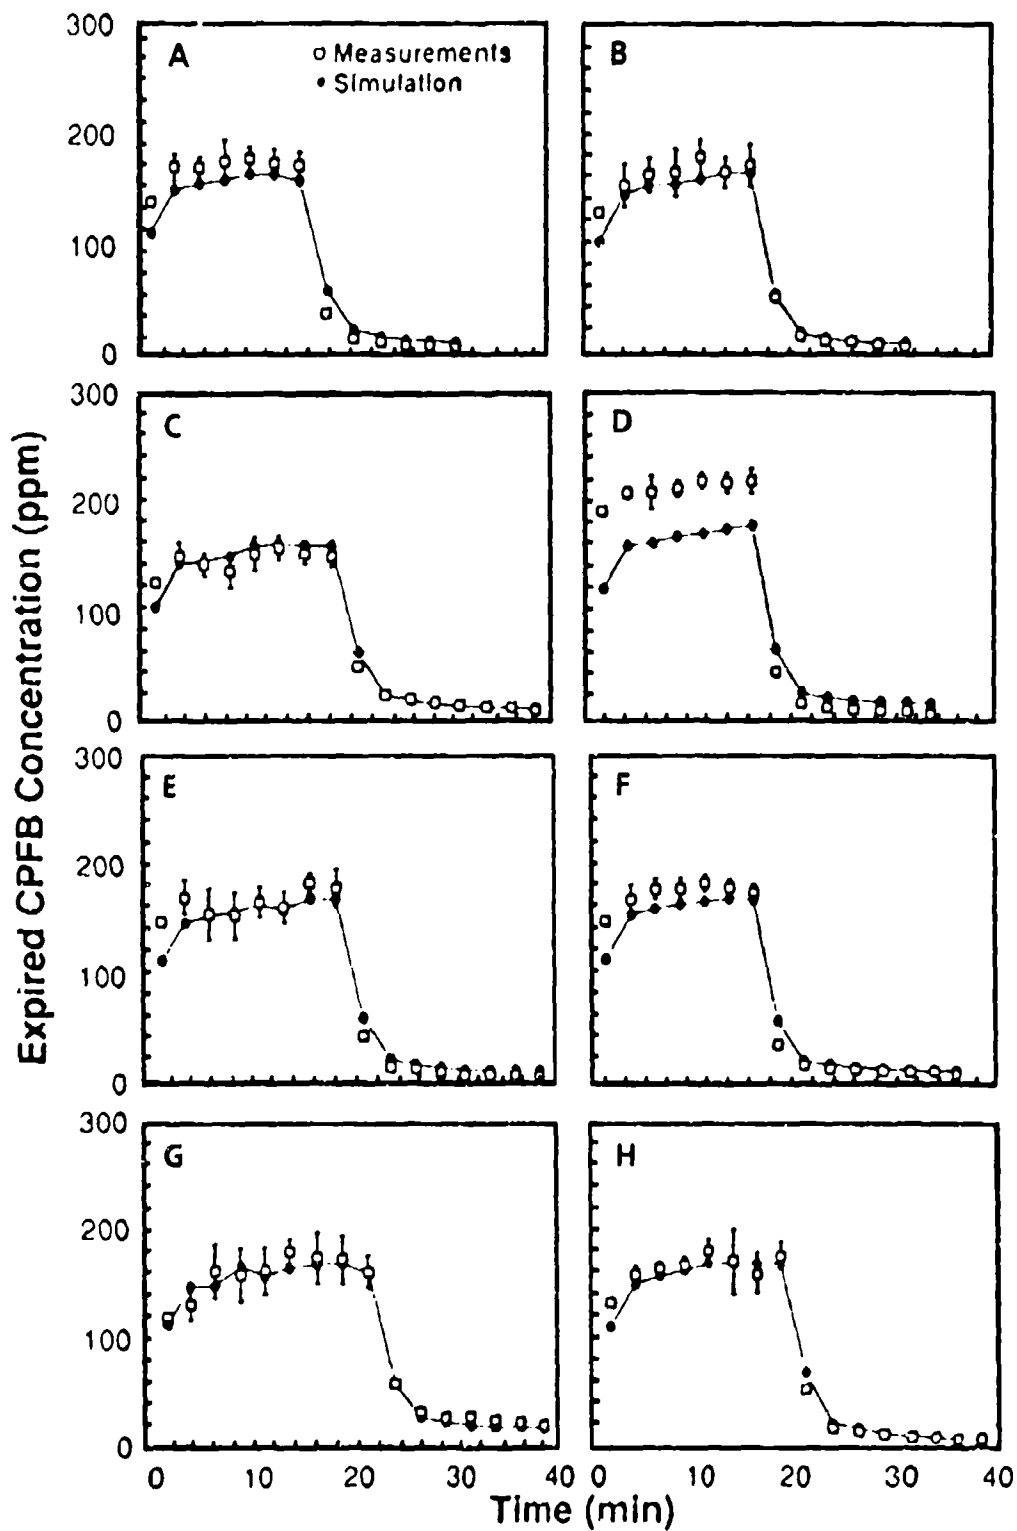 300
A
Measurements
Simulation
B
200
100
0
300
C
D
200
100
0
Expired CPFB Concentration (ppm)
300
E
F
200
100
0
300
G
H
200
100
0
0 10 20 30 40 0 10 20 30 40
Time (min)